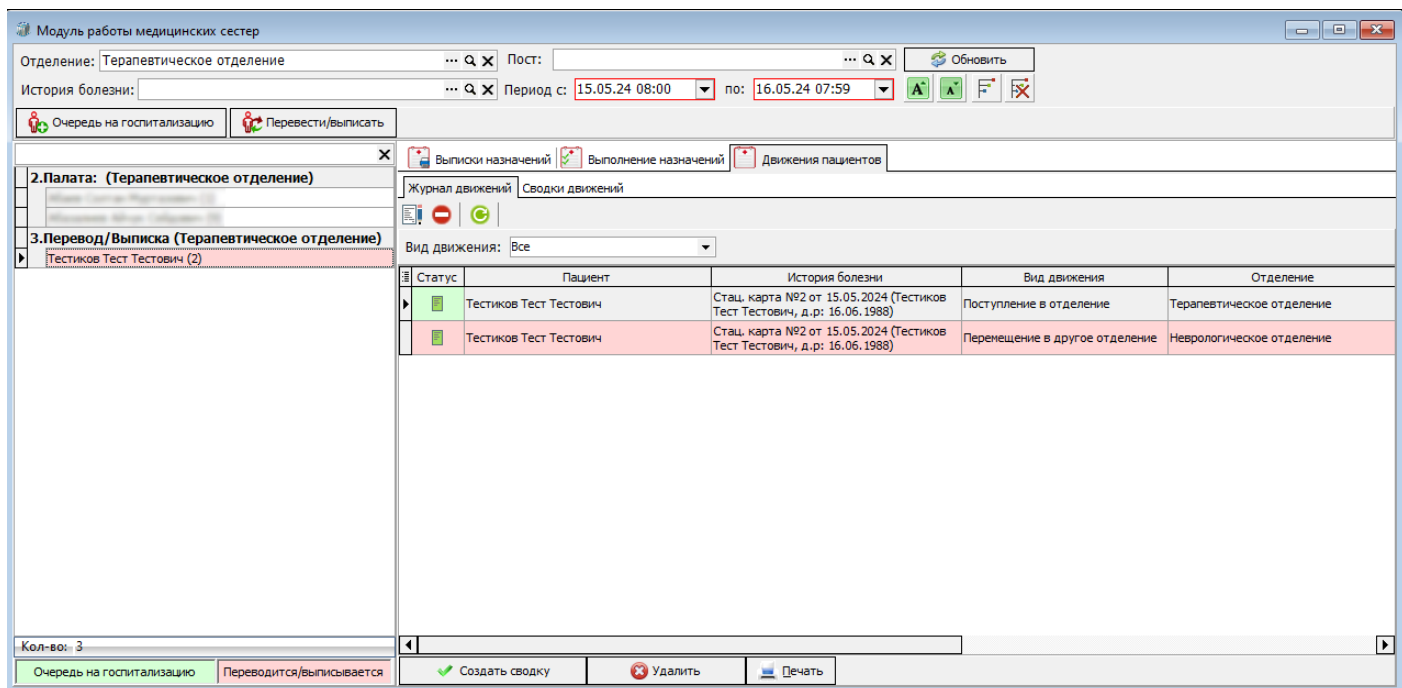 Модуль работы медицинских сестер
Отделение: Терапевтическое отделение Пост: Обновить
История болезни: Период с: 15.05.24 08:00 по: 16.05.24 07:59
Очередь на госпитализацию Перевести/выписать
Выписки назначений Выполнение назначений Движения пациентов
2.Палата: (Терапевтическое отделение)
3.Перевод/Выписка (Терапевтическое отделение)
Тестиков Тест Тестович (2)
Журнал движений Сводки движений
Вид движения: Все
Статус Пациент История болезни Вид движения Отделение
Тестиков Тест Тестович Стац. карта №2 от 15.05.2024 (Тестиков Поступление в отделение Терапевтическое отделение
Тест Тестович, д.р: 16.06.1988)
Тестиков Тест Тестович Стац. карта №2 от 15.05.2024 (Тестиков Перемещение в другое отделение Неврологическое отделение
Тест Тестович, д.р: 16.06.1988)
Кол-во: 3
Очередь на госпитализацию Переводится/выписывается Создать сводку Удалить Печать